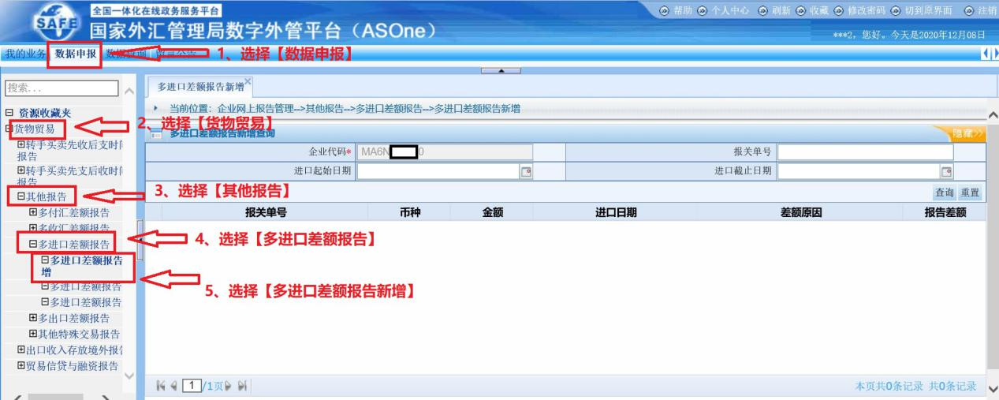 SAFE
全国一体化在线政务服务平台
国家外汇管理局数字外管平台（ASOne）
帮助 个人中心 刷新 收藏 修改密码 切到原界面 注销
***2，您好。今天是2020年12月08日
我的业务 数据申报 数据查询
1、选择【数据申报】
搜索...
多进口差额报告新增
当前位置：企业网上报告管理-->其他报告-->多进口差额报告-->多进口差额报告新增
资源收藏夹
货物贸易
2、选择【货物贸易】
多进口差额报告新增查询
隐藏>>
转手买卖先收后支时间
报告
转手买卖先支后收时间
报告
其他报告
3、选择【其他报告】
企业代码* MA6N 0
报关单号
进口起始日期
进口截止日期
查询 重置
报关单号 币种 金额 进口日期 差额原因 报告差额
多付汇差额报告
多收汇差额报告
多进口差额报告
4、选择【多进口差额报告】
多进口差额报告
增
5、选择【多进口差额报告新增】
多进口差额报告
多进口差额报告
多出口差额报告
其他特殊交易报告
出口收入存放境外报告
贸易信贷与融资报告
1 /1页
本页共0条记录 共0条记录